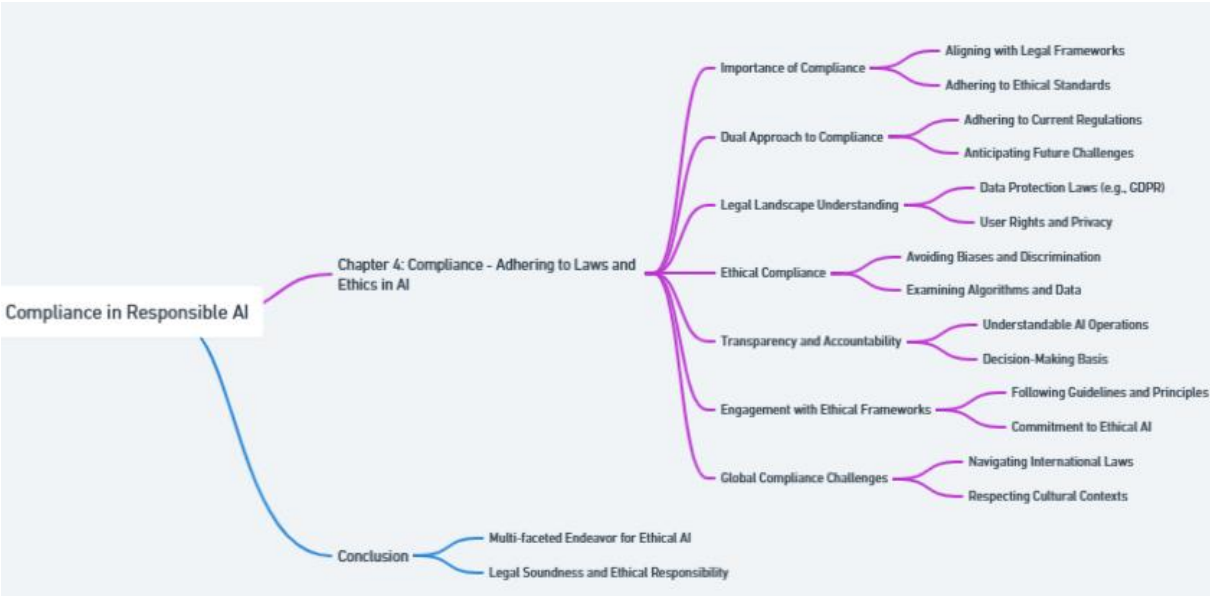 Compliance in Responsible AI
Chapter 4: Compliance - Adhering to Laws and
Ethics in AI
Importance of Compliance
Aligning with Legal Frameworks
Adhering to Ethical Standards
Dual Approach to Compliance
Adhering to Current Regulations
Anticipating Future Challenges
Legal Landscape Understanding
Data Protection Laws (e.g., GDPR)
User Rights and Privacy
Ethical Compliance
Avoiding Biases and Discrimination
Examining Algorithms and Data
Transparency and Accountability
Understandable AI Operations
Decision-Making Basis
Engagement with Ethical Frameworks
Following Guidelines and Principles
Commitment to Ethical AI
Global Compliance Challenges
Navigating International Laws
Respecting Cultural Contexts
Conclusion
Multi-faceted Endeavor for Ethical AI
Legal Soundness and Ethical Responsibility